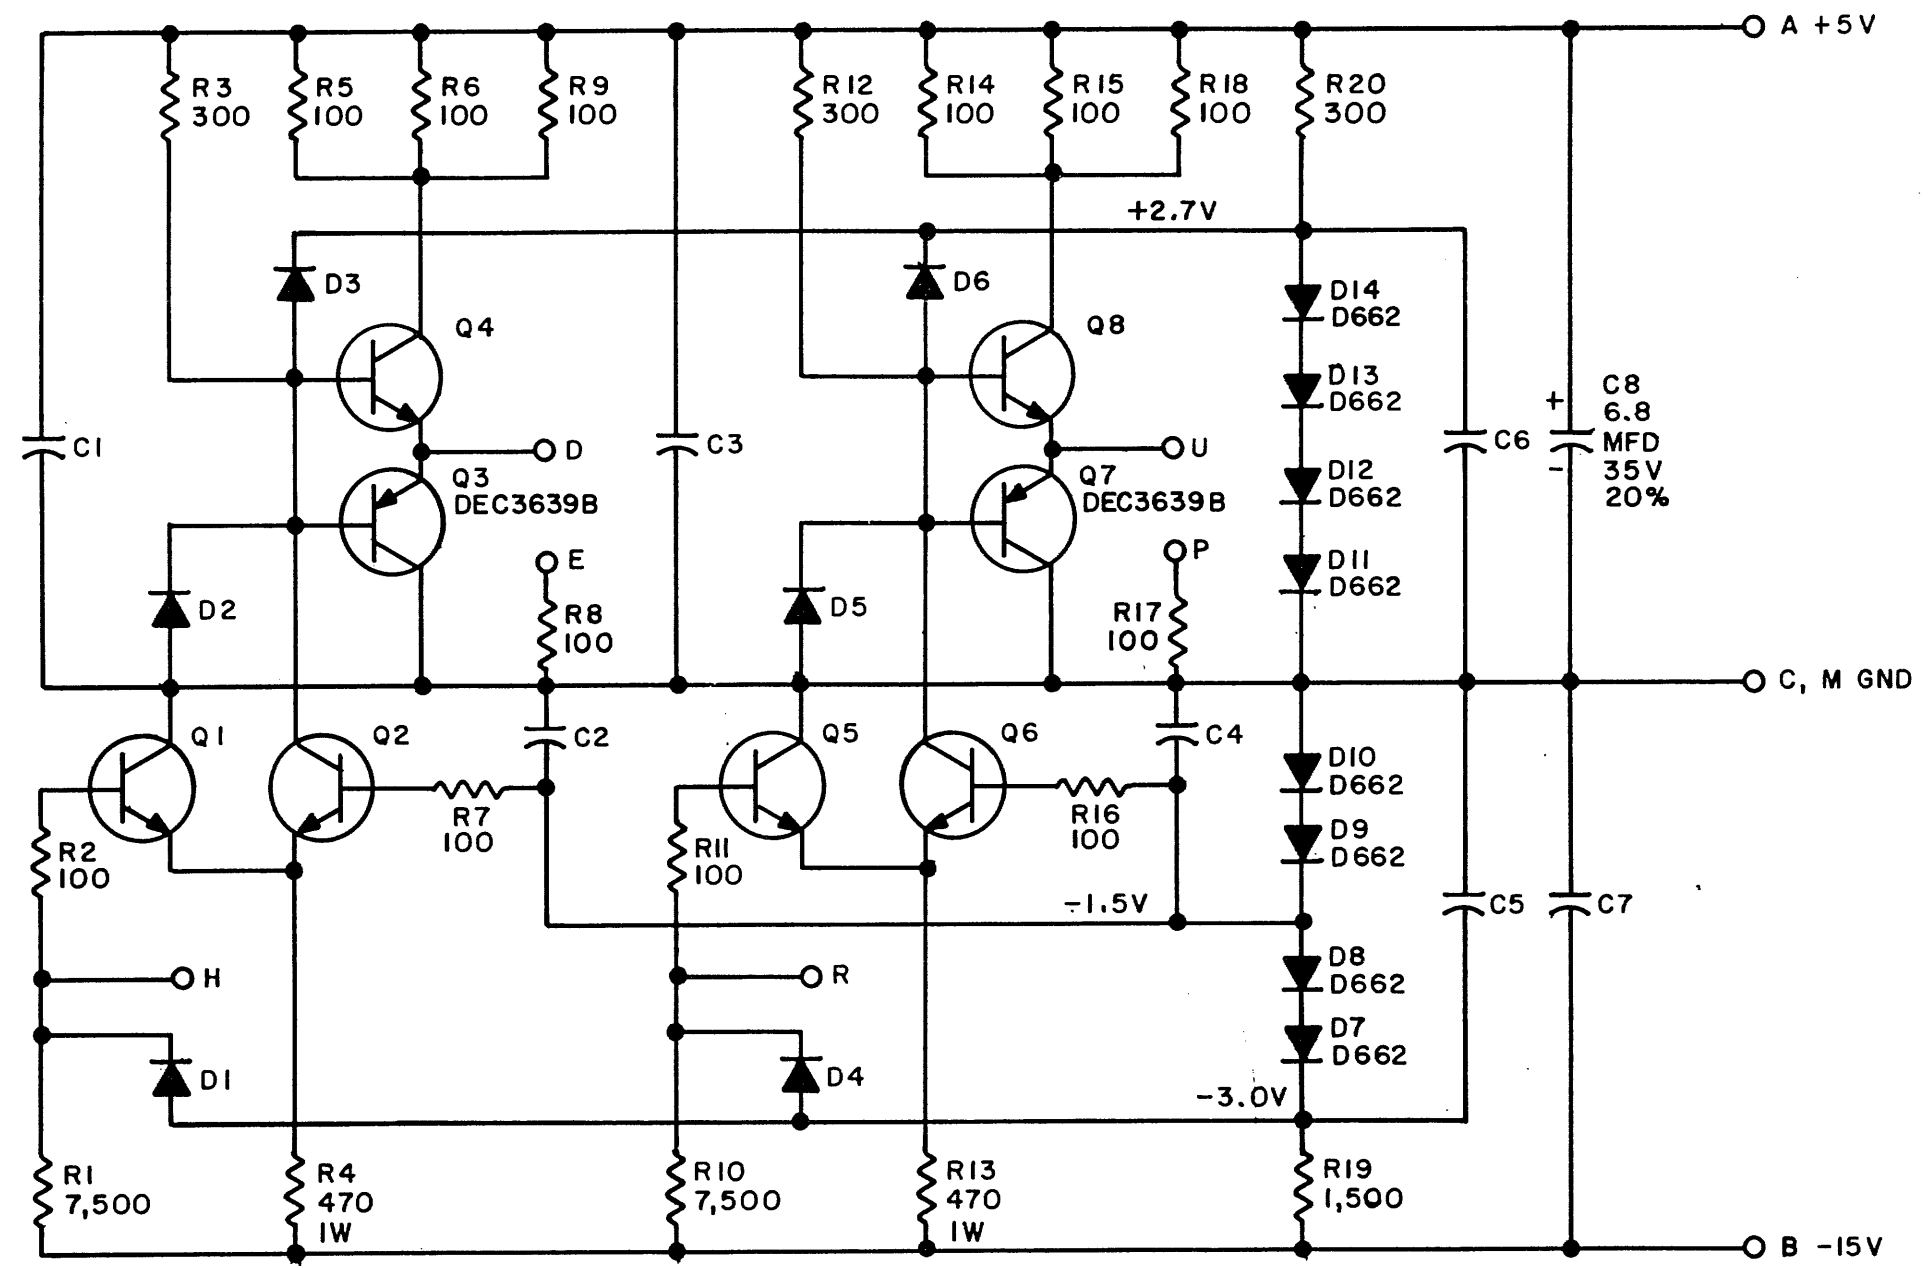 A +5V
R3
300
R5
100
R6
100
R9
100
R12
300
R14
100
R15
100
R18
100
R20
300
+2.7V
D3
D6
D14
D662
Q4
Q8
D13
D662
C8
6.8
MFD
35V
20%
+
-
C1
C3
C6
D
U
Q3
DEC3639B
Q7
DEC3639B
D12
D662
E
P
D11
D662
D2
R8
100
D5
R17
100
C, M GND
Q1
Q2
C2
Q5
Q6
C4
D10
D662
R7
100
R16
100
D9
D662
R2
100
R11
100
-1.5V
C5
C7
H
R
D8
D662
D1
D4
D7
D662
-3.0V
R1
7,500
R4
470
1W
R10
7,500
R13
470
1W
R19
1,500
B -15V